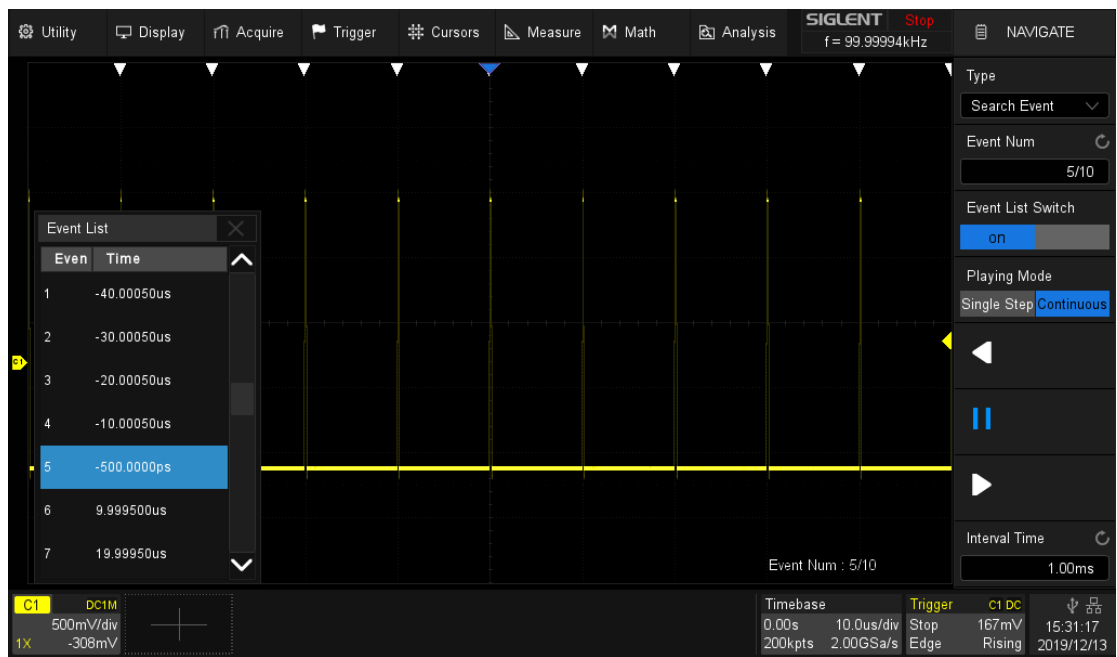 Utility Display Acquire Trigger Cursors Measure Math Analysis SIGLENT Stop
f = 99.99994kHz
NAVIGATE
Type
Search Event
Event Num
5/10
Event List Switch
on
Playing Mode
Single Step Continuous
Interval Time
1.00ms
Event List
Even Time
1 -40.00050us
2 -30.00050us
3 -20.00050us
4 -10.00050us
5 -500.0000ps
6 9.999500us
7 19.99950us
C1
Event Num : 5/10
C1 DC1M
500mV/div
1X -308mV
Timebase
0.00s 10.0us/div
200kpts 2.00GSa/s
Trigger C1 DC
Stop 167mV
Edge Rising
15:31:17
2019/12/13